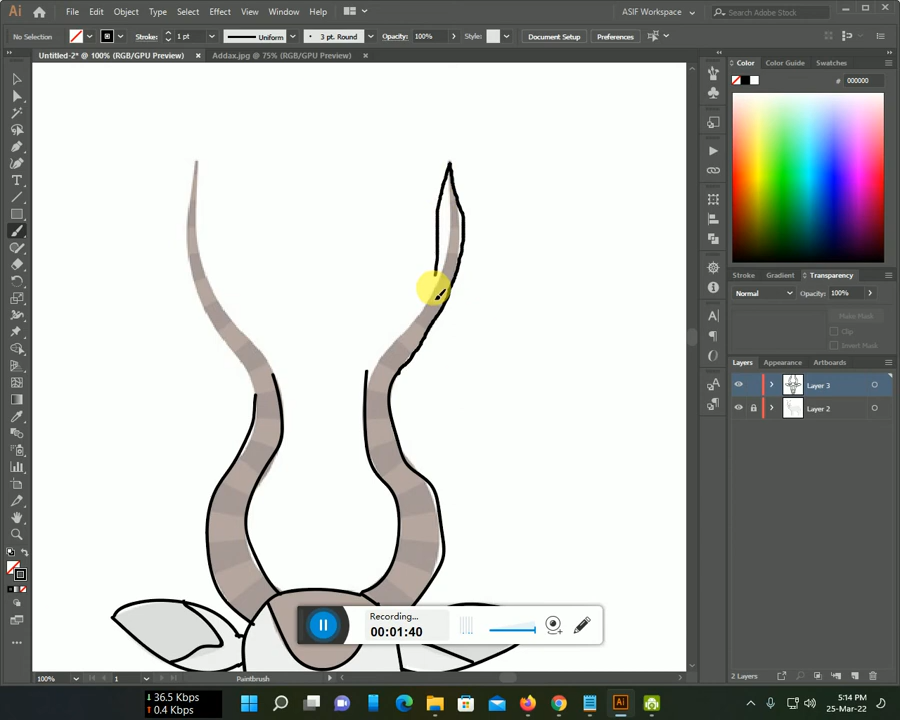 Ai File Edit Object Type Select Effect View Window Help ASIF Workspace Search Adobe Stock
No Selection Stroke: 1 pt Uniform 3 pt. Round Opacity: 100% Style: Document Setup Preferences
Untitled-2* @ 100% (RGB/GPU Preview) × Addax.jpg @ 75% (RGB/GPU Preview) ×
Color Color Guide Swatches
# 000000
Stroke Gradient Transparency
Normal Opacity: 100%
Make Mask
Clip
Invert Mask
Layers Appearance Artboards
Layer 3
Layer 2
Recording...
00:01:40
100% 1 Paintbrush
2 Layers
36.5 Kbps
0.4 Kbps
5:14 PM
25-Mar-22